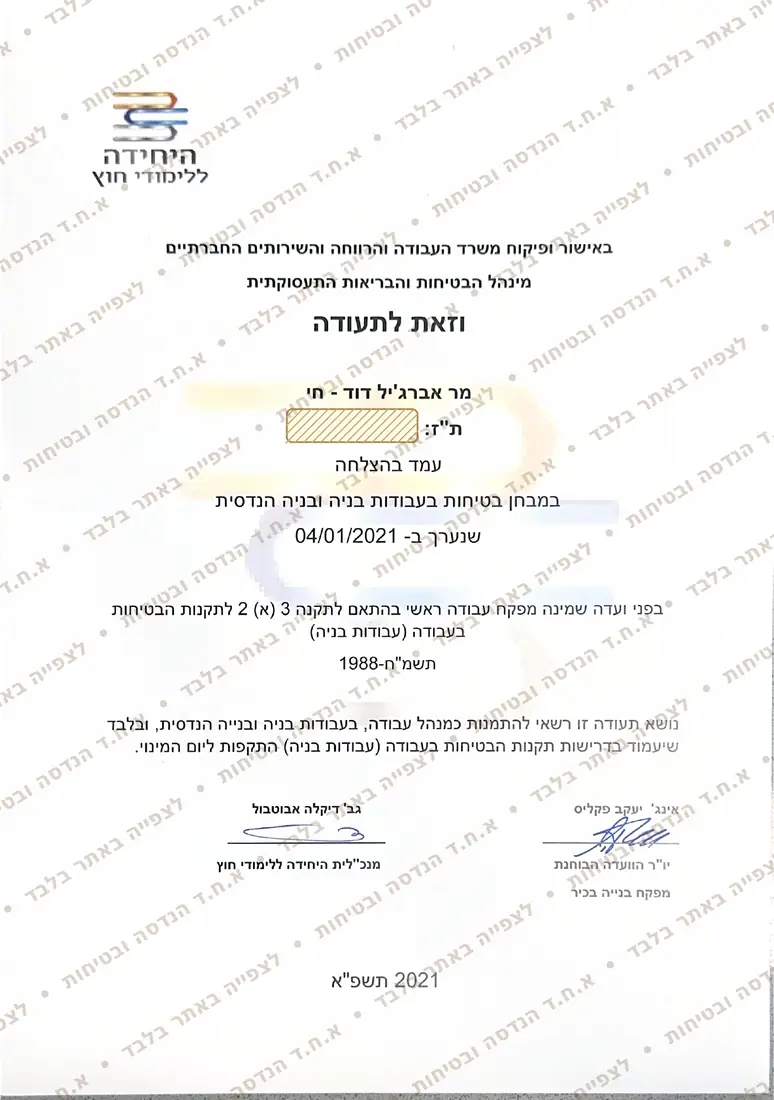 היחידה
ללימודי חוץ
באישור ופיקוח משרד העבודה והרווחה והשירותים החברתיים
מינהל הבטיחות והבריאות התעסוקתית
וזאת לתעודה
מר אברג'יל דוד - חי
ת"ז:
עמד בהצלחה
במבחן בטיחות בעבודות בניה ובניה הנדסית
שנערך ב- 04/01/2021
בפני ועדה שמינה מפקח עבודה ראשי בהתאם לתקנה 3 (א) 2 לתקנות הבטיחות
בעבודה (עבודות בניה)
תשמ"ח-1988
נושא תעודה זו רשאי להתמנות כמנהל עבודה, בעבודות בניה ובנייה הנדסית, ובלבד
שיעמוד בדרישות תקנות הבטיחות בעבודה (עבודות בניה) התקפות ליום המינוי.
אינג' יעקב פקליס
יו"ר הוועדה הבוחנת
מפקח בנייה בכיר
גב' דיקלה אבוטבול
מנכ"לית היחידה ללימודי חוץ
2021 תשפ"א
א.ח.ד הנדסה ובטיחות • לצפייה באתר בלבד